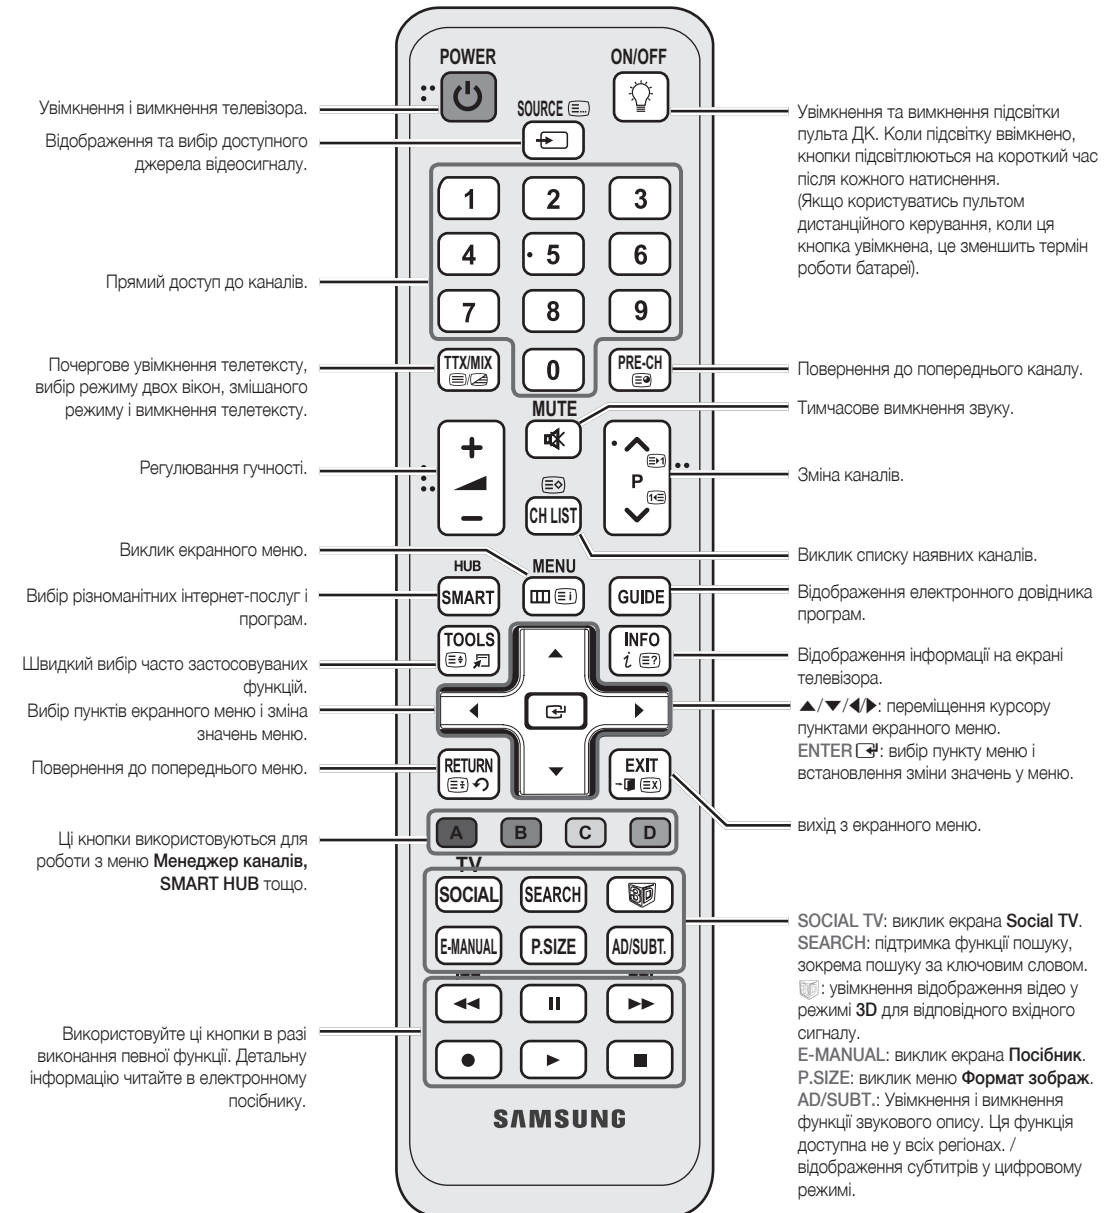 POWER
ON/OFF
SOURCE
Увімкнення і вимкнення телевізора.
Відображення та вибір доступного
джерела відеосигналу.
Прямий доступ до каналів.
Почергове увімкнення телетексту,
вибір режиму двох вікон, змішаного
режиму і вимкнення телетексту.
Регулювання гучності.
Виклик екранного меню.
Вибір різноманітних інтернет-послуг і
програм.
Швидкий вибір часто застосовуваних
функцій.
Вибір пунктів екранного меню і зміна
значень меню.
Повернення до попереднього меню.
Ці кнопки використовуються для
роботи з меню Менеджер каналів,
SMART HUB тощо.
Використовуйте ці кнопки в разі
виконання певної функції. Детальну
інформацію читайте в електронному
посібнику.
1 2 3
4 5 6
7 8 9
TTX/MIX 0 PRE-CH
MUTE
P
CH LIST
HUB MENU
SMART GUIDE
TOOLS INFO
RETURN EXIT
A B C D
TV
SOCIAL SEARCH 3D
E-MANUAL P.SIZE AD/SUBT.
SAMSUNG
Увімкнення та вимкнення підсвітки
пульта ДК. Коли підсвітку ввімкнено,
кнопки підсвітлюються на короткий час
після кожного натиснення.
(Якщо користуватись пультом
дистанційного керування, коли ця
кнопка увімкнена, це зменшить термін
роботи батареї).
Повернення до попереднього каналу.
Тимчасове вимкнення звуку.
Зміна каналів.
Виклик списку наявних каналів.
Відображення електронного довідника
програм.
Відображення інформації на екрані
телевізора.
▲/▼/◀/▶: переміщення курсору
пунктами екранного меню.
ENTER: вибір пункту меню і
встановлення зміни значень у меню.
вихід з екранного меню.
SOCIAL TV: виклик екрана Social TV.
SEARCH: підтримка функції пошуку,
зокрема пошуку за ключовим словом.
: увімкнення відображення відео у
режимі 3D для відповідного вхідного
сигналу.
E-MANUAL: виклик екрана Посібник.
P.SIZE: виклик меню Формат зображ.
AD/SUBT.: Увімкнення і вимкнення
функції звукового опису. Ця функція
доступна не у всіх регіонах. /
відображення субтитрів у цифровому
режимі.